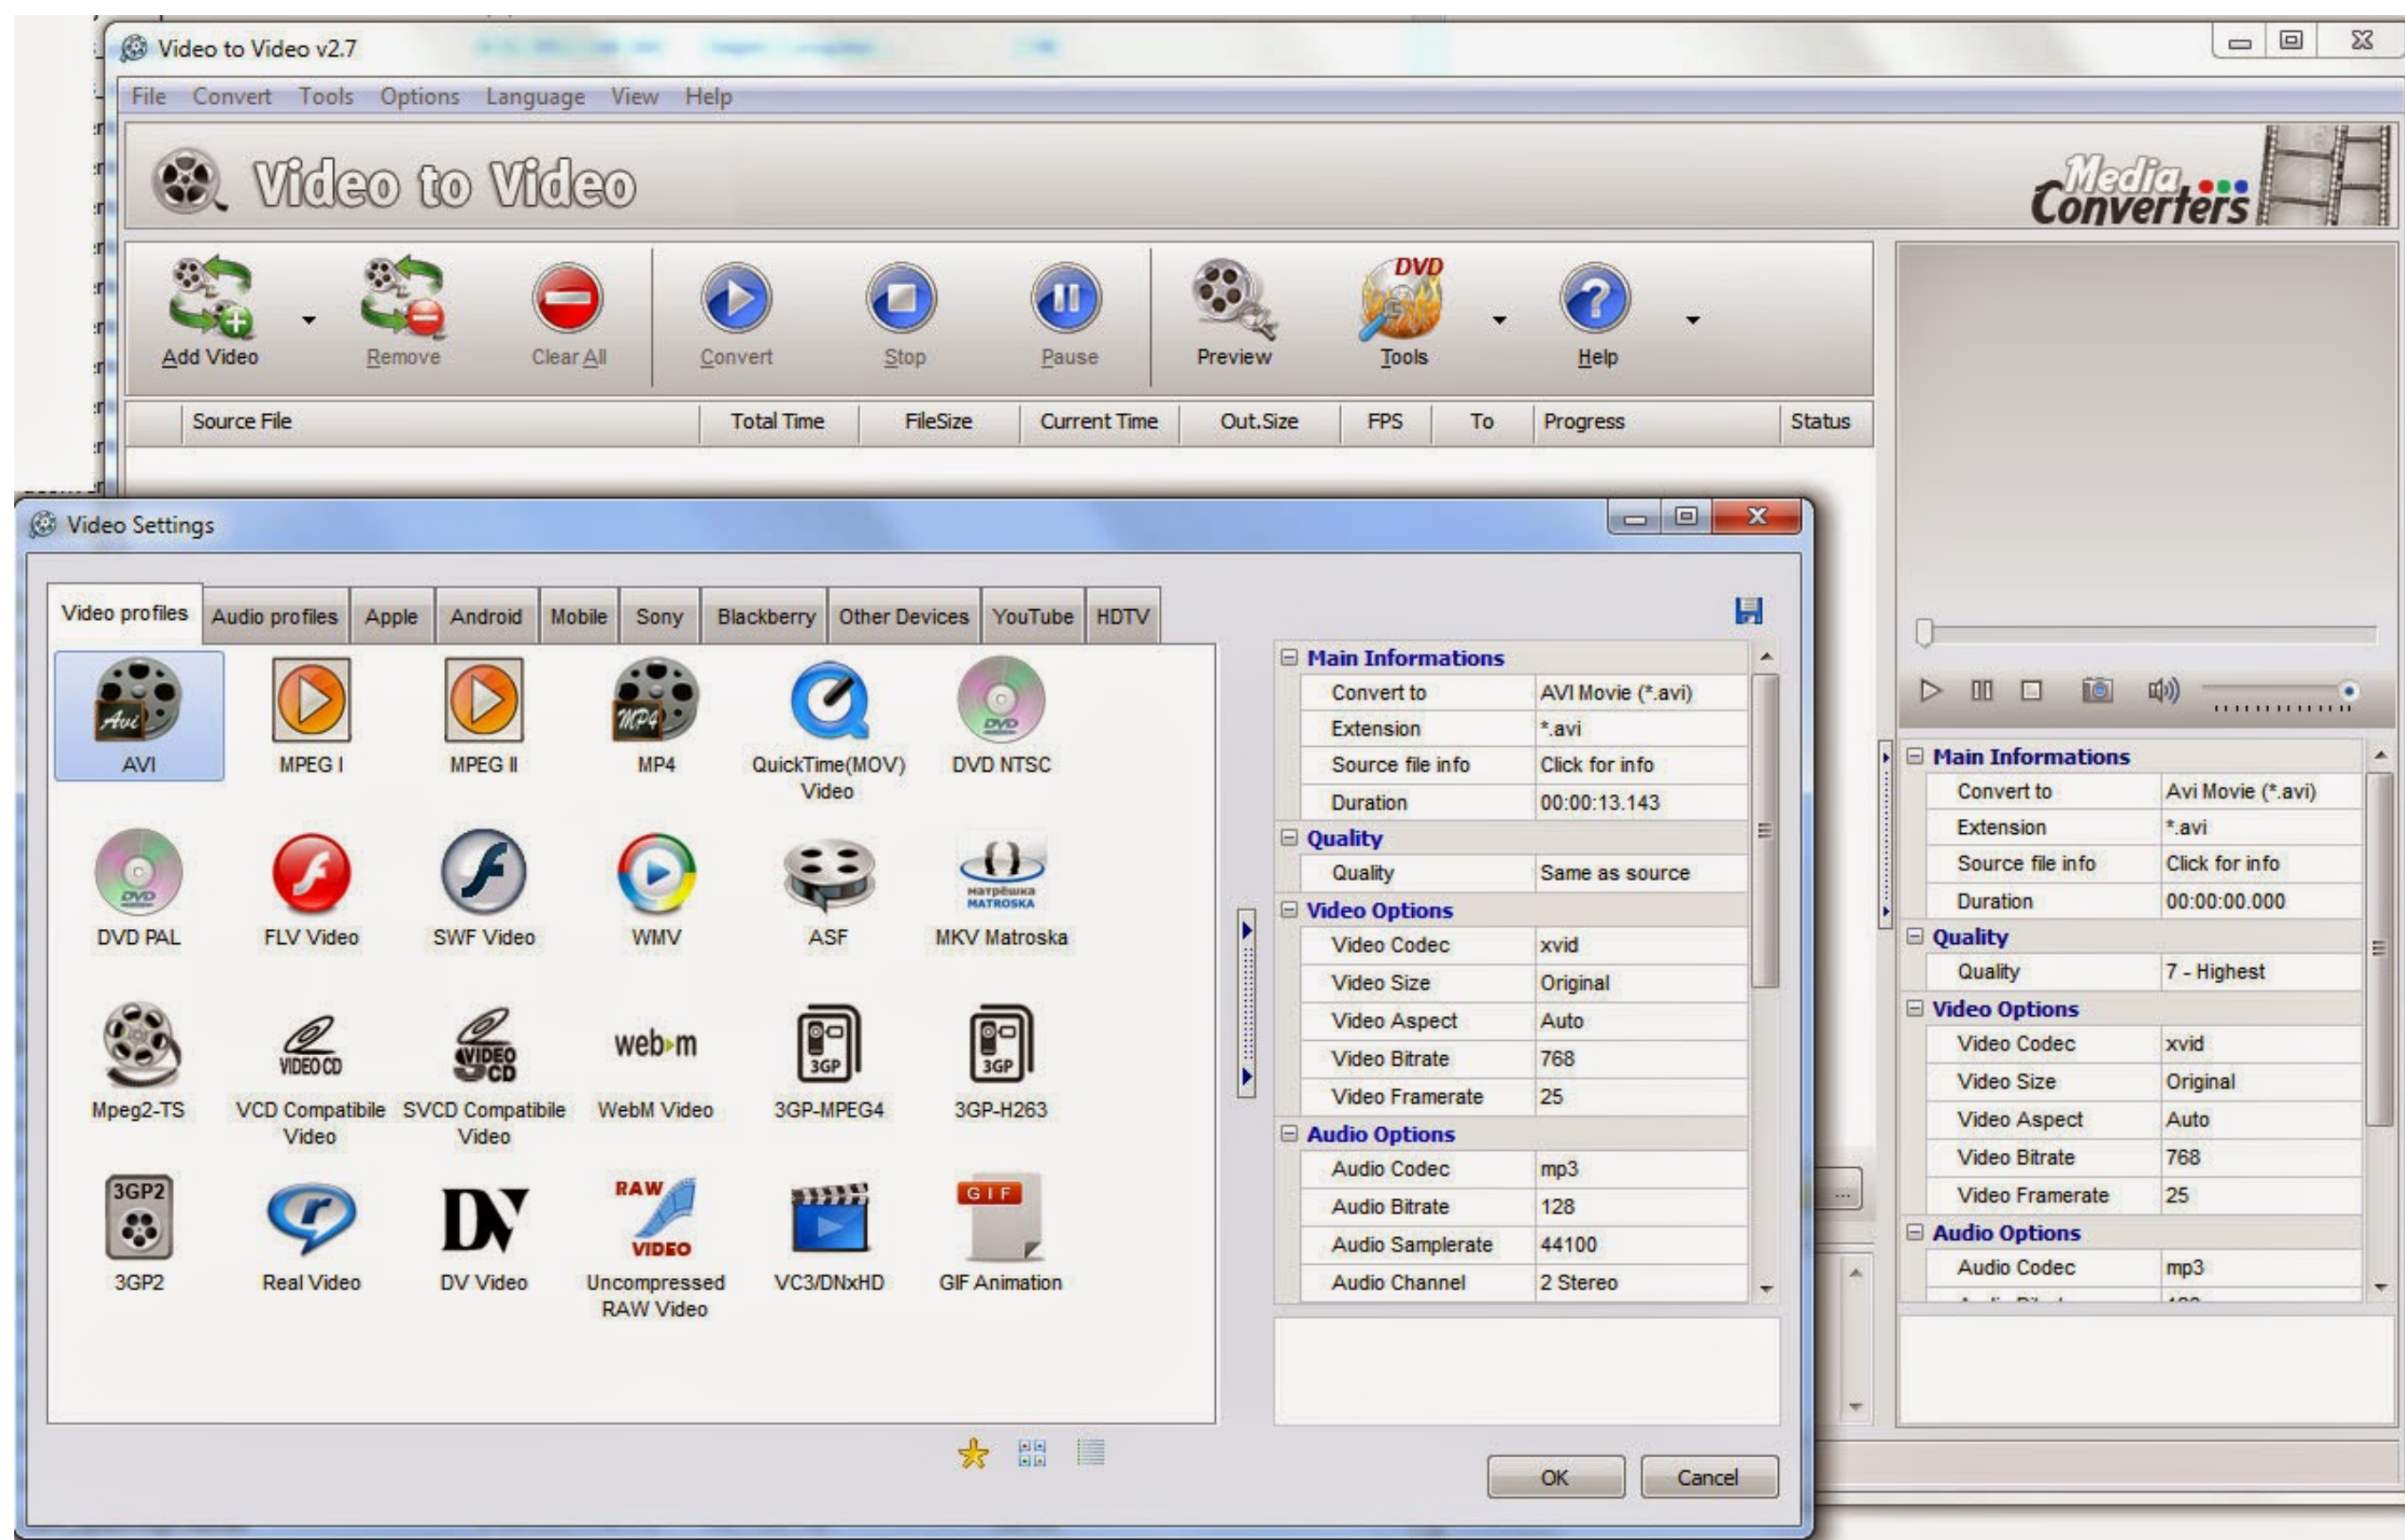 Video to Video v2.7
File Convert Tools Options Language View Help
Video to Video
Media
Converters
Add Video
Remove
Clear All
Convert
Stop
Pause
Preview
DVD
Tools
Help
Source File Total Time FileSize Current Time Out.Size FPS To Progress Status
Video Settings
Video profiles Audio profiles Apple Android Mobile Sony Blackberry Other Devices YouTube HDTV
Avi
AVI
MPEG I
MPEG II
MP4
MP4
QuickTime(MOV)
Video
DVD
DVD NTSC
DVD
DVD PAL
FLV Video
SWF Video
WMV
ASF
матрёшка
MATROSKA
MKV Matroska
Mpeg2-TS
VIDEO CD
VCD Compatibile
Video
VIDEO
CD
SVCD Compatibile
Video
webm
WebM Video
3GP
3GP-MPEG4
3GP
3GP-H263
3GP2
3GP2
Real Video
DV
DV Video
RAW
VIDEO
Uncompressed
RAW Video
VC3/DNxHD
GIF
GIF Animation
Main Informations
Convert to AVI Movie (*.avi)
Extension *.avi
Source file info Click for info
Duration 00:00:13.143
Quality
Quality Same as source
Video Options
Video Codec xvid
Video Size Original
Video Aspect Auto
Video Bitrate 768
Video Framerate 25
Audio Options
Audio Codec mp3
Audio Bitrate 128
Audio Samplerate 44100
Audio Channel 2 Stereo
OK
Cancel
...
Main Informations
Convert to Avi Movie (*.avi)
Extension *.avi
Source file info Click for info
Duration 00:00:00.000
Quality
Quality 7 - Highest
Video Options
Video Codec xvid
Video Size Original
Video Aspect Auto
Video Bitrate 768
Video Framerate 25
Audio Options
Audio Codec mp3